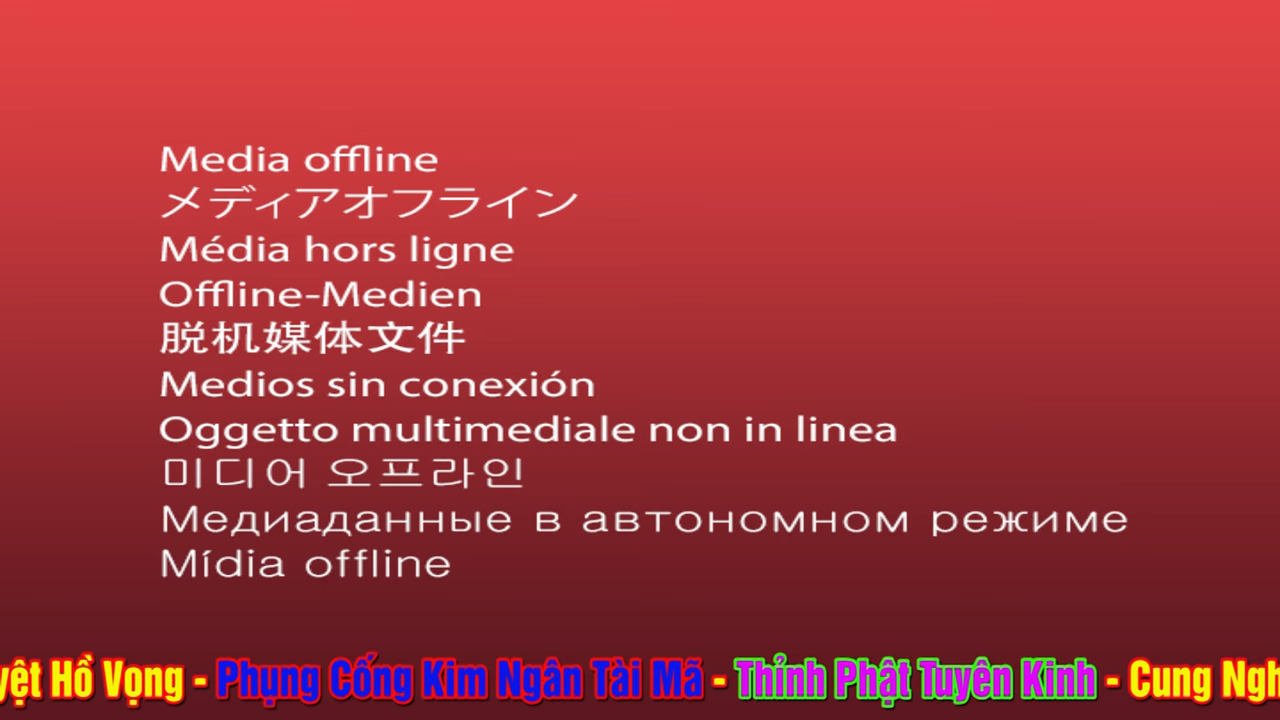 Media offline
メディアオフライン
Média hors ligne
Offline-Medien
脱机媒体文件
Medios sin conexión
Oggetto multimediale non in linea
미디어 오프라인
Медиаданные в автономном режиме
Mídia offline
Hồ Vọng - Phụng Cống Kim Ngân Tài Mã - Thỉnh Phật Tuyên Kinh - Cung